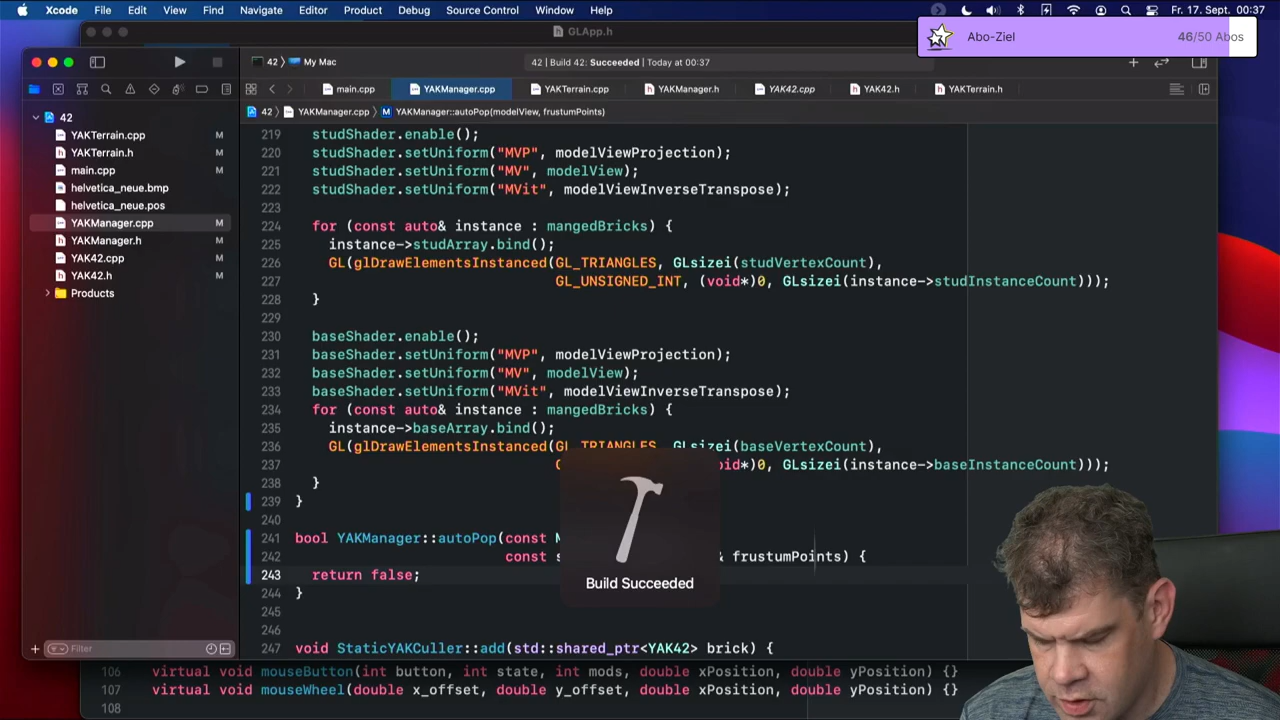 Xcode File Edit View Find Navigate Editor Product Debug Source Control Window Help Fr. 17. Sept. 00:37
GLApp.h
Abo-Ziel 46/50 Abos
42 My Mac 42 | Build 42: Succeeded | Today at 00:37
main.cpp YAKManager.cpp YAKTerrain.cpp YAKManager.h YAK42.cpp YAK42.h YAKTerrain.h
42 YAKManager.cpp YAKManager::autoPop(modelView, frustumPoints)
42
YAKTerrain.cpp M
YAKTerrain.h M
main.cpp M
helvetica_neue.bmp
helvetica_neue.pos
YAKManager.cpp M
YAKManager.h M
YAK42.cpp M
YAK42.h M
Products
Filter
219 studShader.enable();
220 studShader.setUniform("MVP", modelViewProjection);
221 studShader.setUniform("MV", modelView);
222 studShader.setUniform("MVit", modelViewInverseTranspose);
223
224 for (const auto& instance : mangedBricks) {
225 instance->studArray.bind();
226 GL(glDrawElementsInstanced(GL_TRIANGLES, GLsizei(studVertexCount),
227 GL_UNSIGNED_INT, (void*)0, GLsizei(instance->studInstanceCount)));
228 }
229
230 baseShader.enable();
231 baseShader.setUniform("MVP", modelViewProjection);
232 baseShader.setUniform("MV", modelView);
233 baseShader.setUniform("MVit", modelViewInverseTranspose);
234 for (const auto& instance : mangedBricks) {
235 instance->baseArray.bind();
236 GL(glDrawElementsInstanced(GL_TRIANGLES, GLsizei(baseVertexCount),
237 void*)0, GLsizei(instance->baseInstanceCount)));
238 }
239 }
240
241 bool YAKManager::autoPop(const
242 const & frustumPoints) {
243 return false;
244 }
245
246
247 void StaticYAKCuller::add(std::shared_ptr<YAK42> brick) {
Build Succeeded
106 virtual void mouseButton(int button, int state, int mods, double xPosition, double yPosition) {}
107 virtual void mouseWheel(double x_offset, double y_offset, double xPosition, double yPosition) {}
108